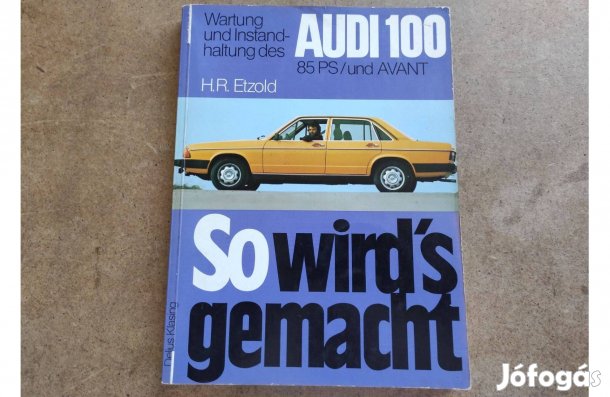 Wartung
und Instand-
haltung des
AUDI 100
85 PS/und AVANT
H.R. Etzold
So wird's
gemacht
Delius Klasing
Jófogás